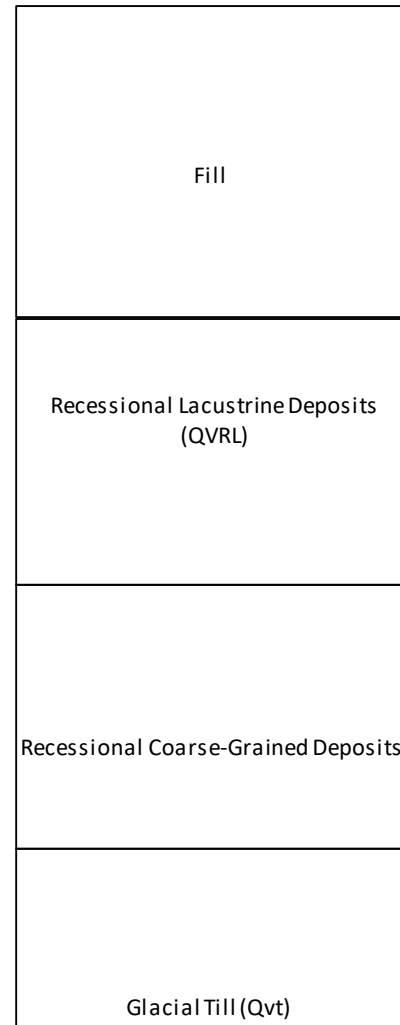 Fill
Recessional Lacustrine Deposits
(QVRL)
Recessional Coarse-Grained Deposits
Glacial Till (Qvt)